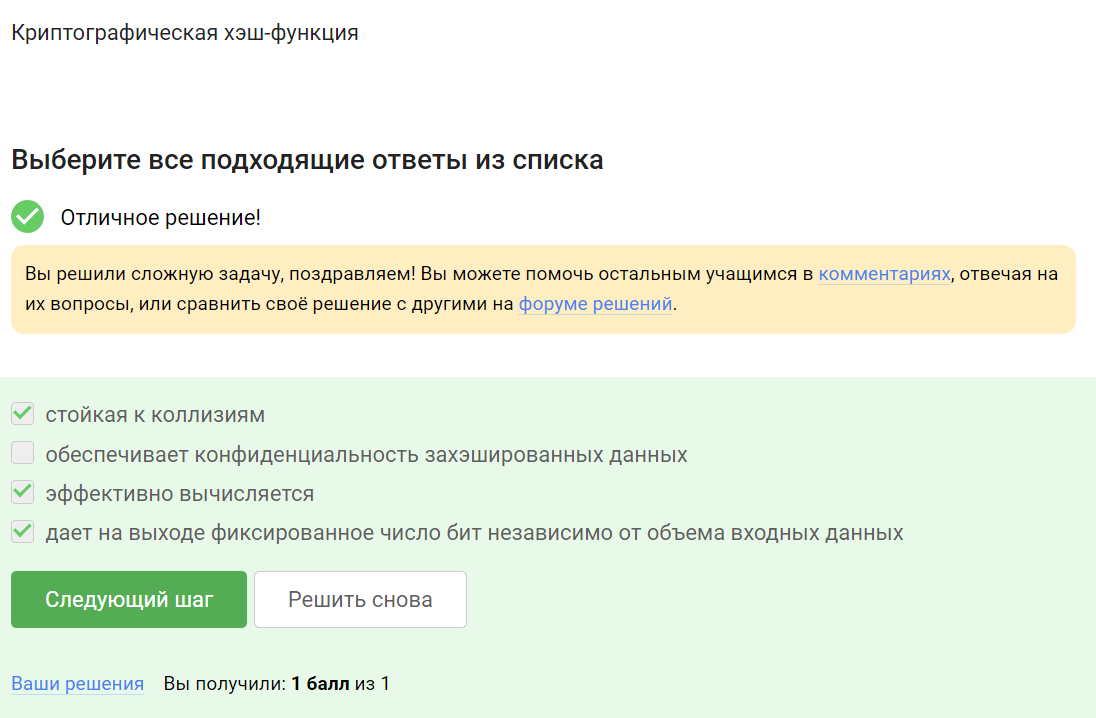 Криптографическая хэш-функция
Выберите все подходящие ответы из списка
Отличное решение!
Вы решили сложную задачу, поздравляем! Вы можете помочь остальным учащимся в комментариях, отвечая на
их вопросы, или сравнить своё решение с другими на форуме решений.
стойкая к коллизиям
обеспечивает конфиденциальность захэшированных данных
эффективно вычисляется
дает на выходе фиксированное число бит независимо от объема входных данных
Следующий шаг Решить снова
Ваши решения Вы получили: 1 балл из 1